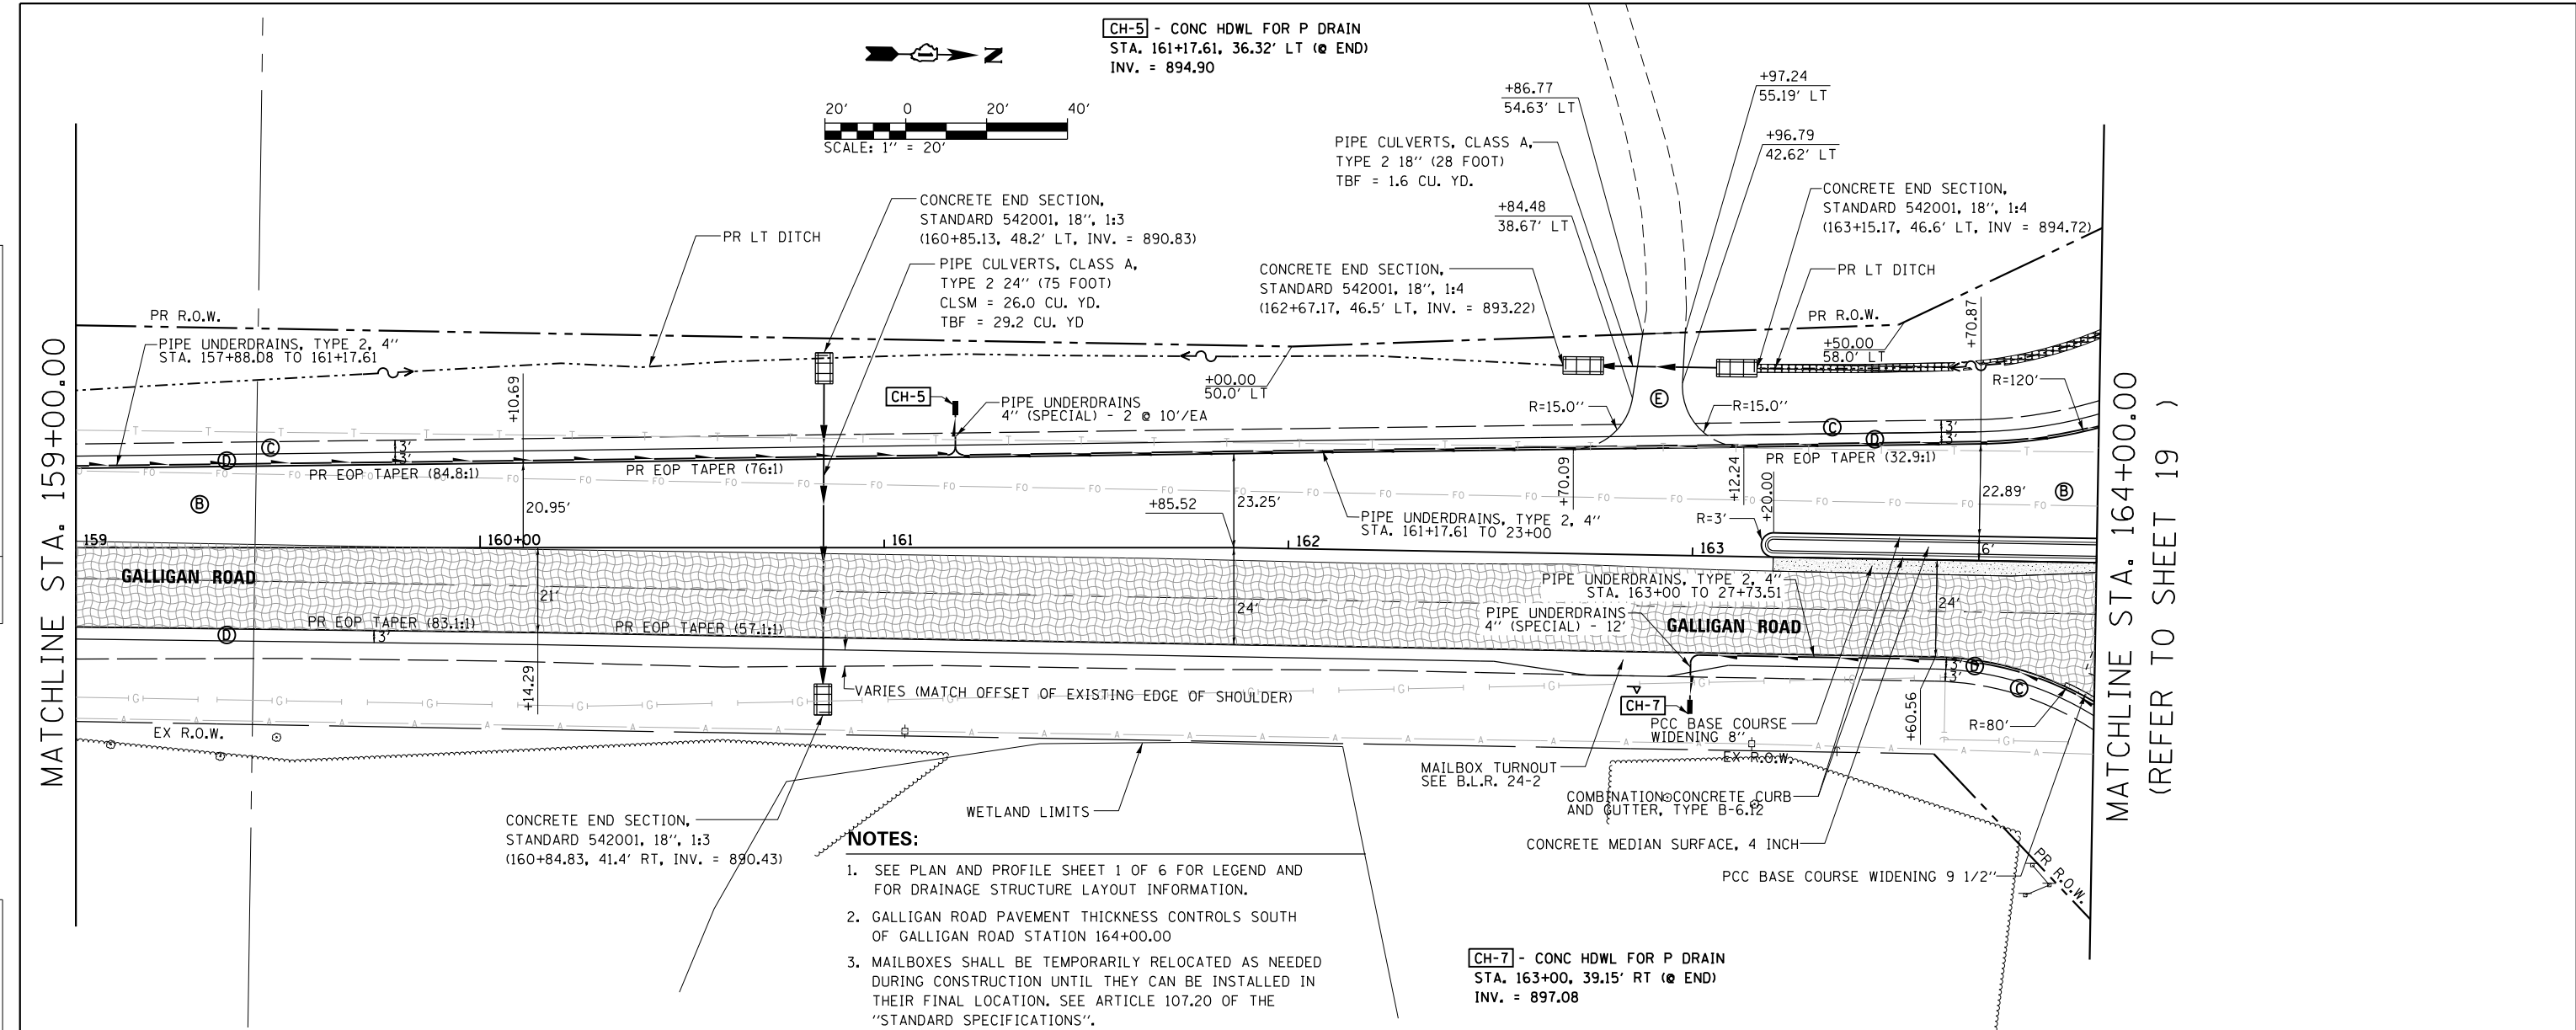 CH-5 - CONC HDWL FOR P DRAIN
STA. 161+17.61, 36.32' LT (@ END)
INV. = 894.90
N
20' 0 20' 40'
SCALE: 1'' = 20'
+86.77
54.63' LT
+97.24
55.19' LT
+96.79
42.62' LT
PIPE CULVERTS, CLASS A,
TYPE 2 18'' (28 FOOT)
TBF = 1.6 CU. YD.
+84.48
38.67' LT
CONCRETE END SECTION,
STANDARD 542001, 18'', 1:4
(163+15.17, 46.6' LT, INV = 894.72)
CONCRETE END SECTION,
STANDARD 542001, 18'', 1:3
(160+85.13, 48.2' LT, INV. = 890.83)
PR LT DITCH
PIPE CULVERTS, CLASS A,
TYPE 2 24'' (75 FOOT)
CLSM = 26.0 CU. YD.
TBF = 29.2 CU. YD
CONCRETE END SECTION,
STANDARD 542001, 18'', 1:4
(162+67.17, 46.5' LT, INV. = 893.22)
PR LT DITCH
PR R.O.W.
PR R.O.W.
+70.87
+50.00
58.0' LT
PIPE UNDERDRAINS, TYPE 2, 4''
STA. 157+88.08 TO 161+17.61
+10.69
CH-5
PIPE UNDERDRAINS
4'' (SPECIAL) - 2 @ 10'/EA
+00.00
50.0' LT
R=15.0''
E
R=15.0''
R=120'
C
D
3'
3'
C
D
3'
3'
PR EOP TAPER (84.8:1)
PR EOP TAPER (76:1)
PR EOP TAPER (32.9:1)
B
20.95'
+85.52
23.25'
PIPE UNDERDRAINS, TYPE 2, 4''
STA. 161+17.61 TO 23+00
+70.09
+12.24
+20.00
R=3'
22.89'
B
6'
159
160+00
161
162
163
GALLIGAN ROAD
21'
24'
24'
PIPE UNDERDRAINS, TYPE 2, 4''
STA. 163+00 TO 27+73.51
PIPE UNDERDRAINS
4'' (SPECIAL) - 12'
GALLIGAN ROAD
D
3'
PR EOP TAPER (83.1:1)
PR EOP TAPER (57.1:1)
+14.29
VARIES (MATCH OFFSET OF EXISTING EDGE OF SHOULDER)
3'
3'
D
C
CH-7
PCC BASE COURSE
WIDENING 8''
+60.56
R=80'
EX R.O.W.
EX R.O.W.
MAILBOX TURNOUT
SEE B.L.R. 24-2
COMBINATION CONCRETE CURB
AND GUTTER, TYPE B-6.12
WETLAND LIMITS
CONCRETE END SECTION,
STANDARD 542001, 18'', 1:3
(160+84.83, 41.4' RT, INV. = 890.43)
CONCRETE MEDIAN SURFACE, 4 INCH
PCC BASE COURSE WIDENING 9 1/2''
PR R.O.W.
MATCHLINE STA. 159+00.00
MATCHLINE STA. 164+00.00
(REFER TO SHEET 19 )
NOTES:
1. SEE PLAN AND PROFILE SHEET 1 OF 6 FOR LEGEND AND
FOR DRAINAGE STRUCTURE LAYOUT INFORMATION.
2. GALLIGAN ROAD PAVEMENT THICKNESS CONTROLS SOUTH
OF GALLIGAN ROAD STATION 164+00.00
3. MAILBOXES SHALL BE TEMPORARILY RELOCATED AS NEEDED
DURING CONSTRUCTION UNTIL THEY CAN BE INSTALLED IN
THEIR FINAL LOCATION. SEE ARTICLE 107.20 OF THE
''STANDARD SPECIFICATIONS''.
CH-7 - CONC HDWL FOR P DRAIN
STA. 163+00, 39.15' RT (@ END)
INV. = 897.08